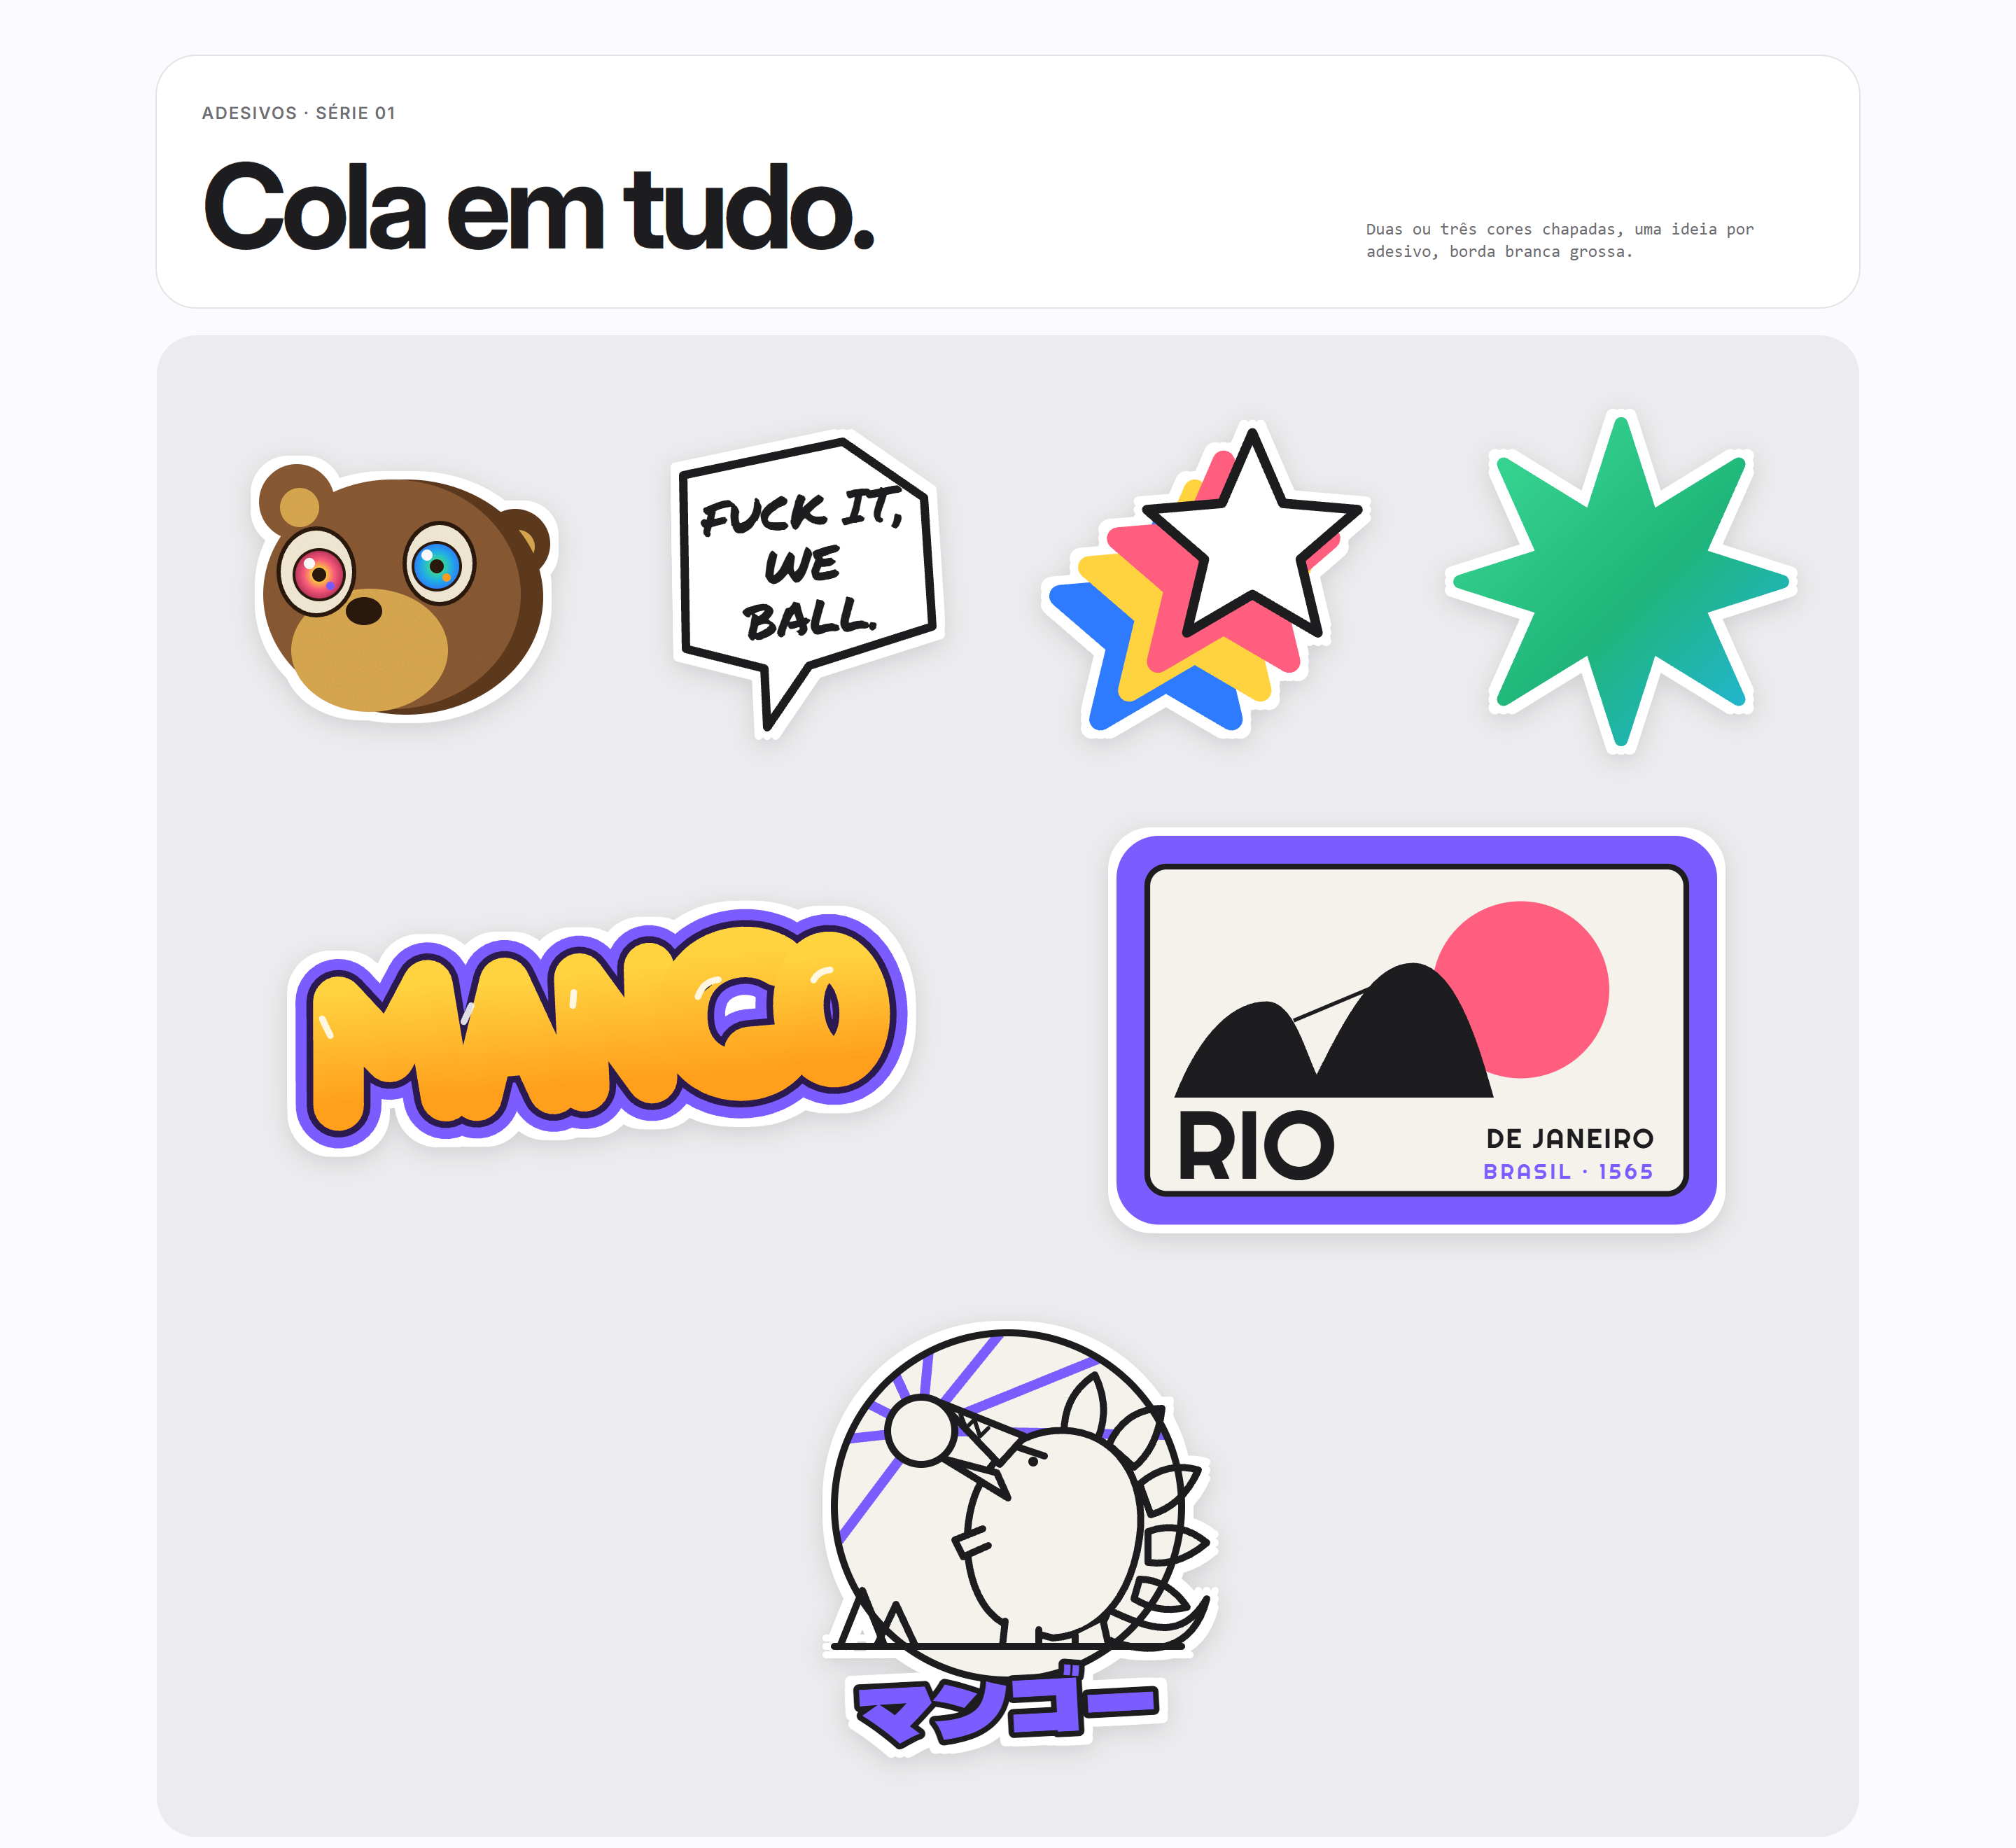 ADESIVOS · SÉRIE 01
Cola em tudo.
Duas ou três cores chapadas, uma ideia por
adesivo, borda branca grossa.
FUCK IT,
WE
BALL.
MANGO
RIO
DE JANEIRO
BRASIL · 1565
マンゴー